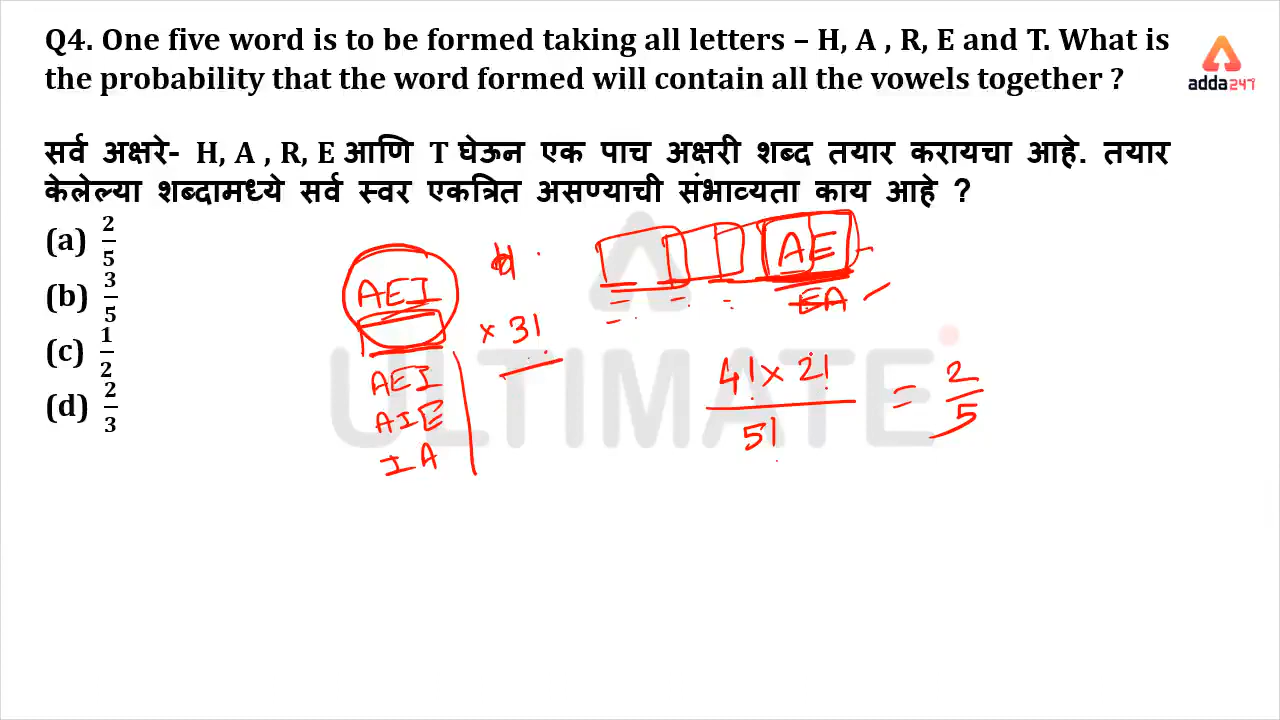 Q4. One five word is to be formed taking all letters – H, A , R, E and T. What is
the probability that the word formed will contain all the vowels together ?
adda247
सर्व अक्षरे- H, A , R, E आणि T घेऊन एक पाच अक्षरी शब्द तयार करायचा आहे. तयार
केलेल्या शब्दामध्ये सर्व स्वर एकत्रित असण्याची संभाव्यता काय आहे ?
(a) 2/5
(b) 3/5
(c) 1/2
(d) 2/3
AEI
× 3!
AEI
AIE
IA
AE
EA
4! × 2! / 5! = 2/5
ULTIMATE